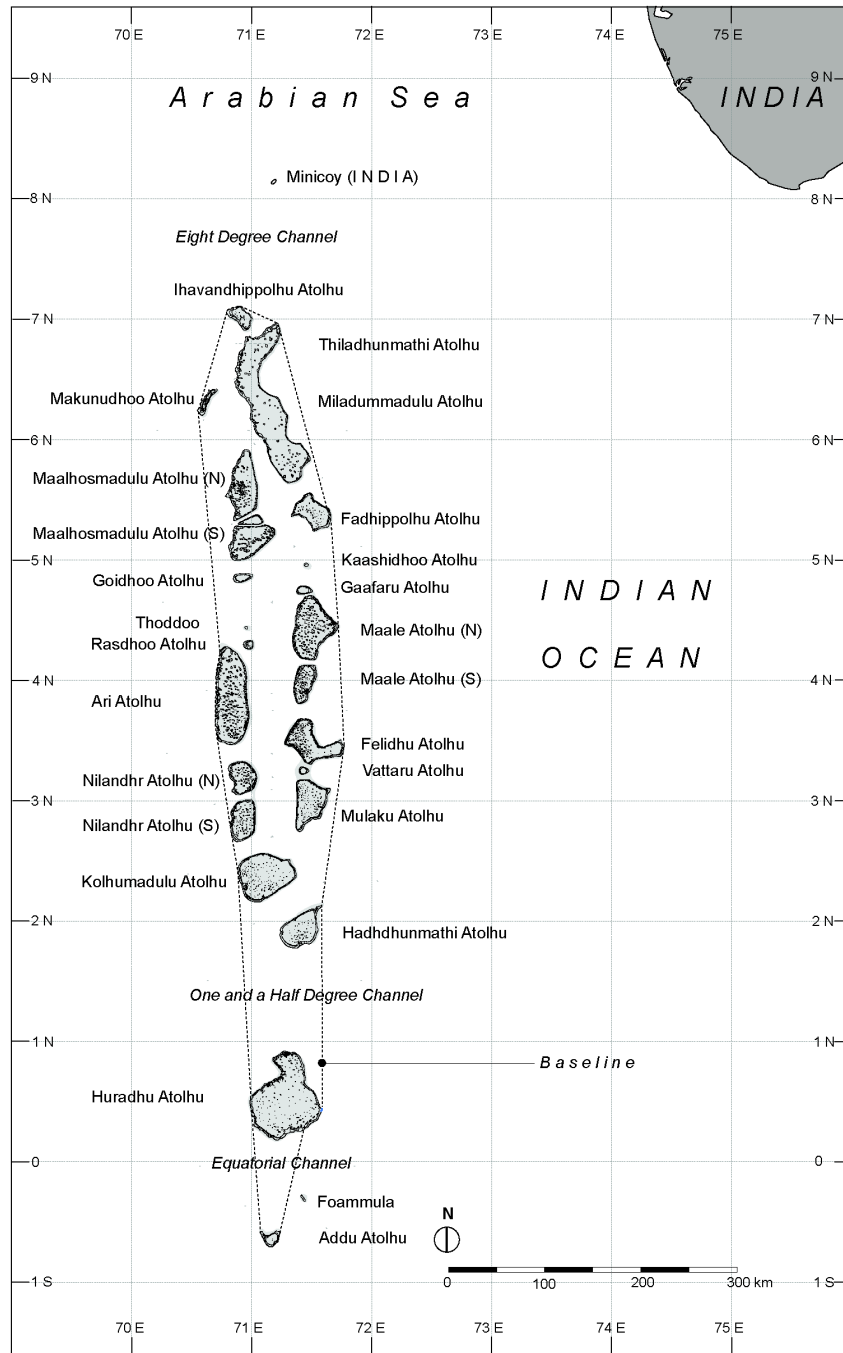 70 E 71 E 72 E 73 E 74 E 75 E
9 N 9 N
Arabian Sea INDIA
Minicoy (INDIA)
8 N 8 N
Eight Degree Channel
Ihavandhippolhu Atolhu
7 N 7 N
Thiladhunmathi Atolhu
Makunudhoo Atolhu
Miladummadulu Atolhu
6 N 6 N
Maalhosmadulu Atolhu (N)
Fadhippolhu Atolhu
Maalhosmadulu Atolhu (S)
5 N Kaashidhoo Atolhu 5 N
Goidhoo Atolhu
Gaafaru Atolhu
INDIAN
Thoddoo
Maale Atolhu (N)
Rasdhoo Atolhu
OCEAN
4 N Maale Atolhu (S) 4 N
Ari Atolhu
Felidhu Atolhu
Vattaru Atolhu
Nilandhr Atolhu (N)
3 N 3 N
Mulaku Atolhu
Nilandhr Atolhu (S)
Kolhumadulu Atolhu
2 N 2 N
Hadhdhunmathi Atolhu
One and a Half Degree Channel
1 N 1 N
Baseline
Huradhu Atolhu
0 Equatorial Channel 0
Foammula
N
Addu Atolhu
1 S 0 100 200 300 km 1 S
70 E 71 E 72 E 73 E 74 E 75 E